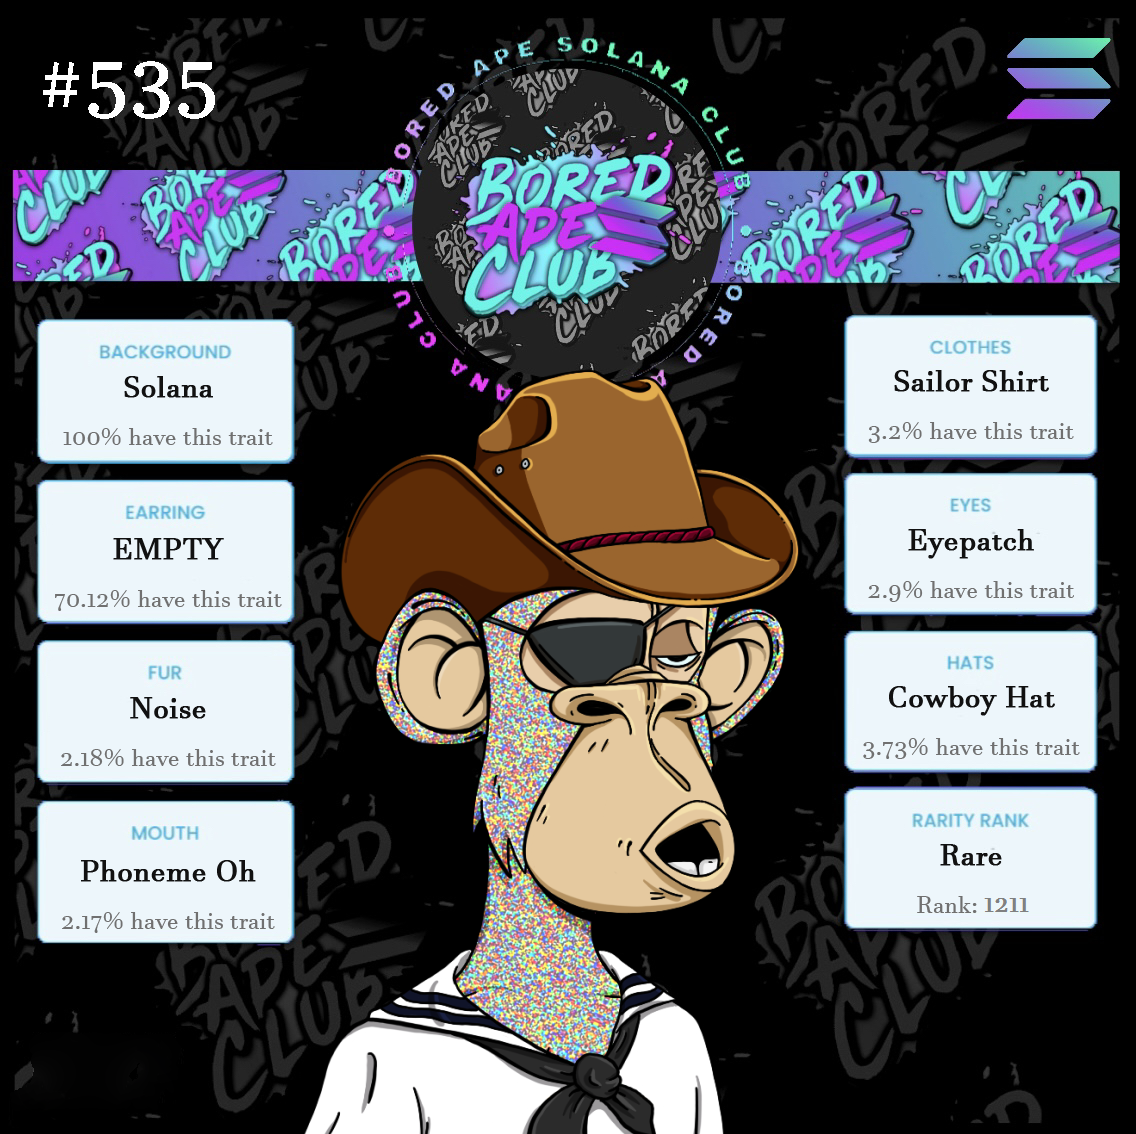 #535
BORED APE SOLANA CLUB
BORED
APE
CLUB
BACKGROUND
Solana
100% have this trait
EARRING
EMPTY
70.12% have this trait
FUR
Noise
2.18% have this trait
MOUTH
Phoneme Oh
2.17% have this trait
CLOTHES
Sailor Shirt
3.2% have this trait
EYES
Eyepatch
2.9% have this trait
HATS
Cowboy Hat
3.73% have this trait
RARITY RANK
Rare
Rank: 1211